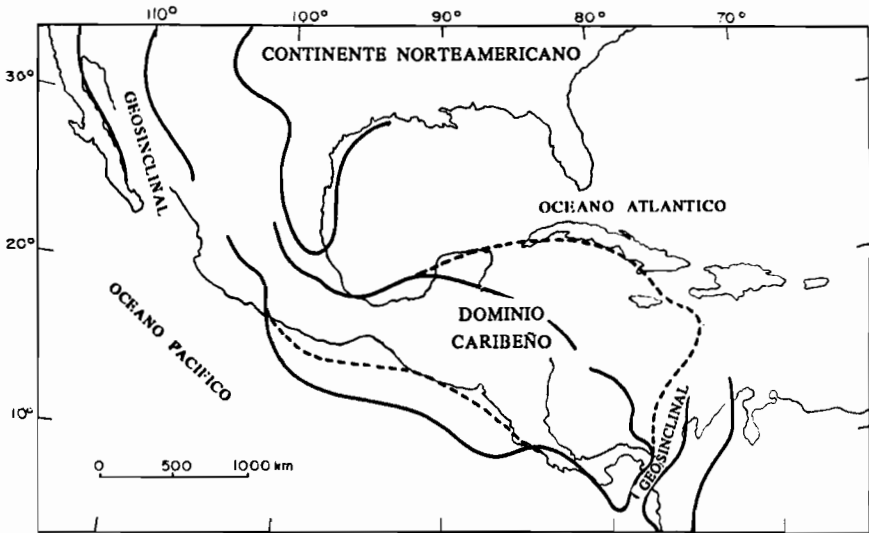 110° 100° 90° 80° 70°
CONTINENTE NORTEAMERICANO
30°
GEOSINCLINAL
OCEANO ATLANTICO
20°
OCEANO PACIFICO
DOMINIO
CARIBEÑO
10°
GEOSINCLINAL
0 500 1000 km